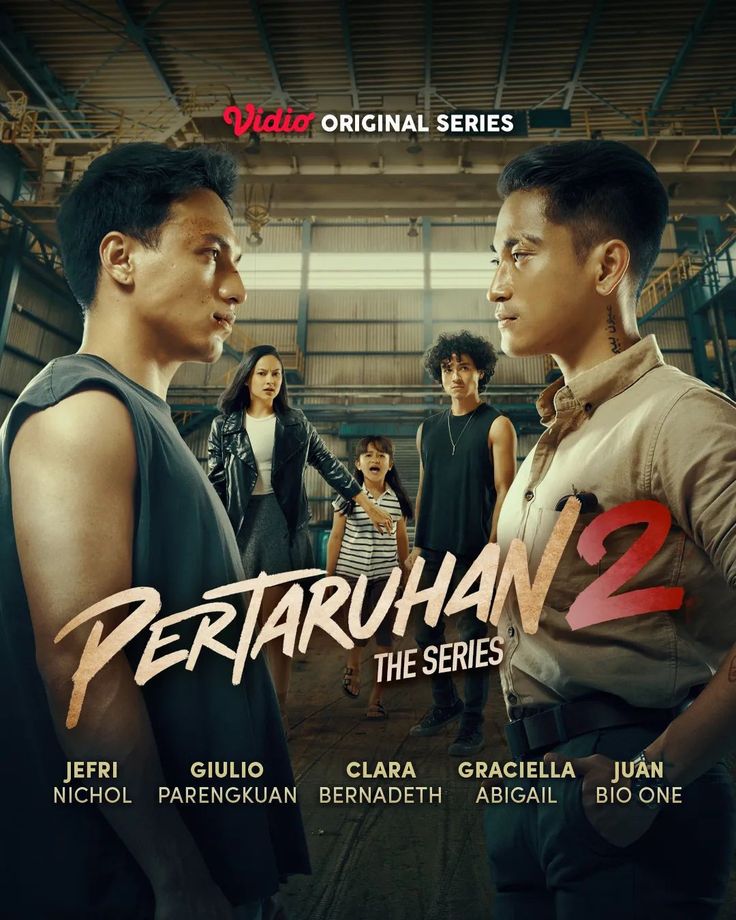 Vidio ORIGINAL SERIES
PERTARUHAN 2
THE SERIES
JEFRI NICHOL
GIULIO PARENGKUAN
CLARA BERNADETH
GRACIELLA ABIGAIL
JUAN BIO ONE